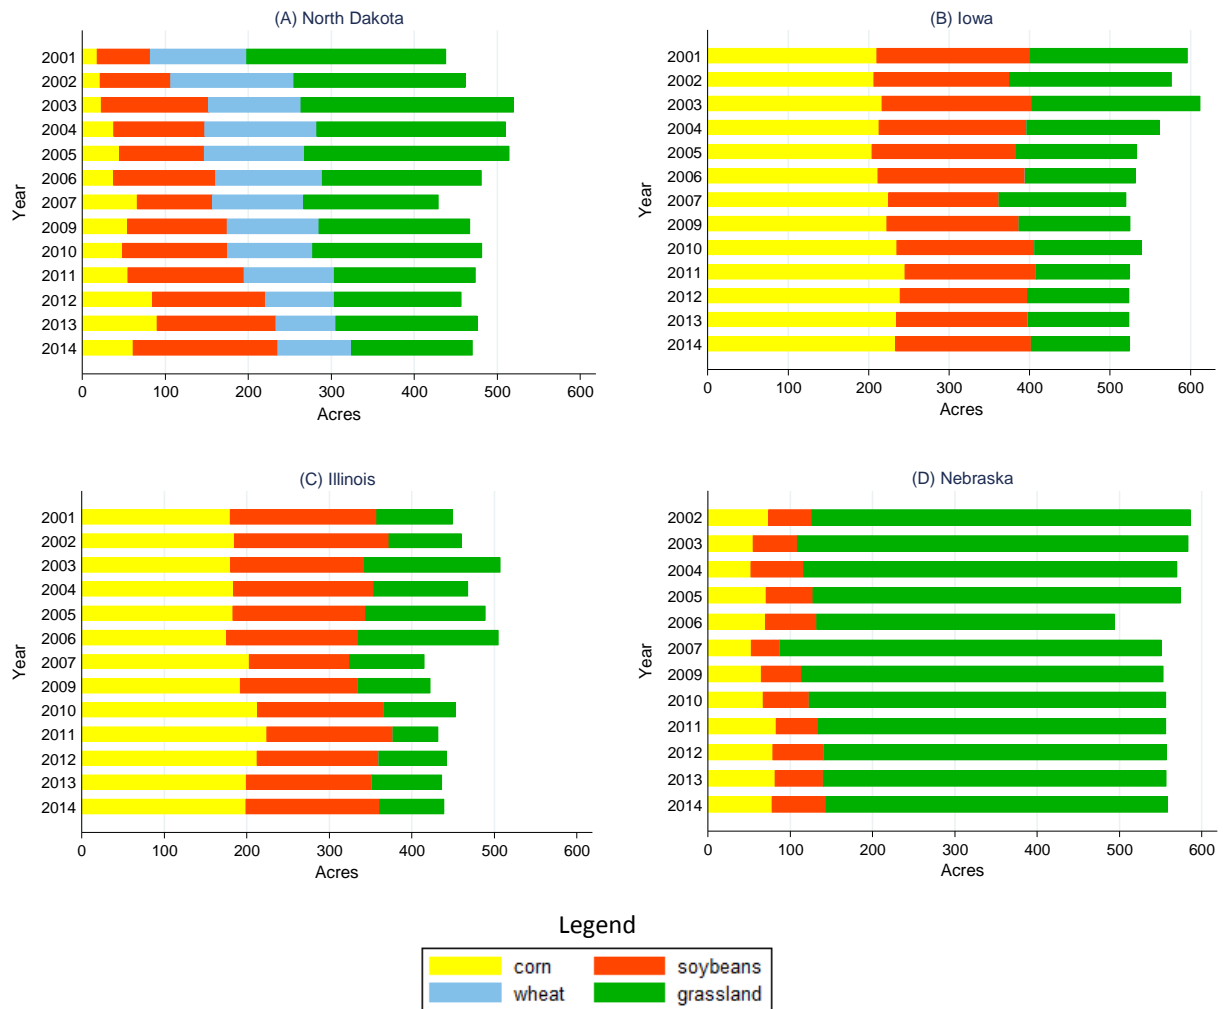 (A) North Dakota
Year
2001
2002
2003
2004
2005
2006
2007
2009
2010
2011
2012
2013
2014
0 100 200 300 400 500 600
Acres
(B) Iowa
Year
2001
2002
2003
2004
2005
2006
2007
2009
2010
2011
2012
2013
2014
0 100 200 300 400 500 600
Acres
(C) Illinois
Year
2001
2002
2003
2004
2005
2006
2007
2009
2010
2011
2012
2013
2014
0 100 200 300 400 500 600
Acres
(D) Nebraska
Year
2002
2003
2004
2005
2006
2007
2009
2010
2011
2012
2013
2014
0 100 200 300 400 500 600
Acres
Legend
corn soybeans
wheat grassland